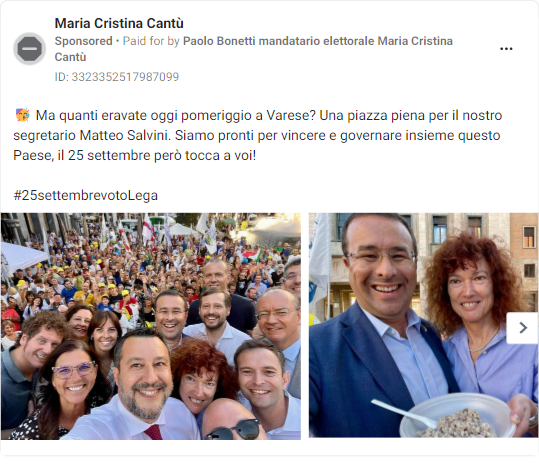 Maria Cristina Cantù
Sponsored • Paid for by Paolo Bonetti mandatario elettorale Maria Cristina
Cantù
ID: 3323352517987099
🥳 Ma quanti eravate oggi pomeriggio a Varese? Una piazza piena per il nostro
segretario Matteo Salvini. Siamo pronti per vincere e governare insieme questo
Paese, il 25 settembre però tocca a voi!
#25settembrevotoLega